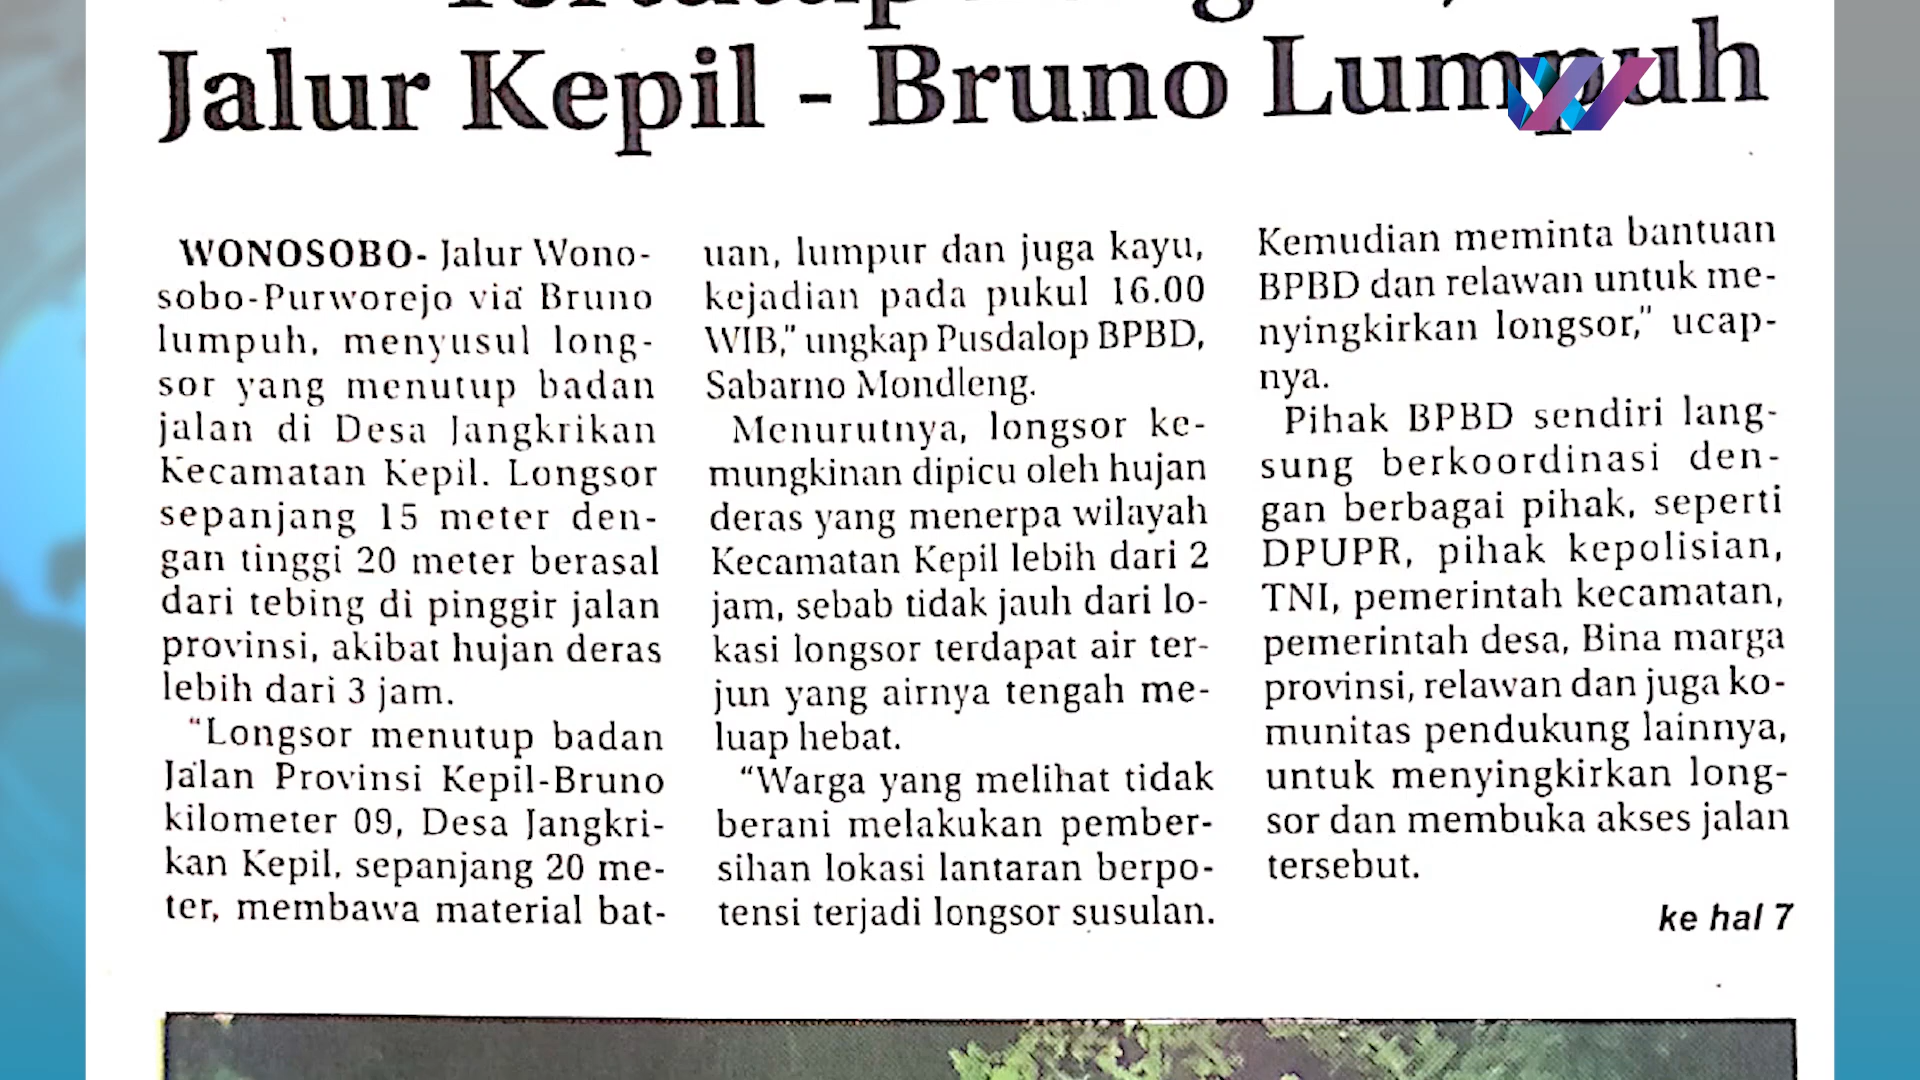 Jalur Kepil - Bruno Lumpuh
WONOSOBO- Jalur Wono-
sobo-Purworejo via Bruno
lumpuh, menyusul long-
sor yang menutup badan
jalan di Desa Jangkrikan
Kecamatan Kepil. Longsor
sepanjang 15 meter den-
gan tinggi 20 meter berasal
dari tebing di pinggir jalan
provinsi, akibat hujan deras
lebih dari 3 jam.
“Longsor menutup badan
Jalan Provinsi Kepil-Bruno
kilometer 09, Desa Jangkri-
kan Kepil, sepanjang 20 me-
ter, membawa material bat-
uan, lumpur dan juga kayu,
kejadian pada pukul 16.00
WIB,” ungkap Pusdalop BPBD,
Sabarno Mondleng.
Menurutnya, longsor ke-
mungkinan dipicu oleh hujan
deras yang menerpa wilayah
Kecamatan Kepil lebih dari 2
jam, sebab tidak jauh dari lo-
kasi longsor terdapat air ter-
jun yang airnya tengah me-
luap hebat.
“Warga yang melihat tidak
berani melakukan pember-
sihan lokasi lantaran berpo-
tensi terjadi longsor susulan.
Kemudian meminta bantuan
BPBD dan relawan untuk me-
nyingkirkan longsor,” ucap-
nya.
Pihak BPBD sendiri lang-
sung berkoordinasi den-
gan berbagai pihak, seperti
DPUPR, pihak kepolisian,
TNI, pemerintah kecamatan,
pemerintah desa, Bina marga
provinsi, relawan dan juga ko-
munitas pendukung lainnya,
untuk menyingkirkan long-
sor dan membuka akses jalan
tersebut.
ke hal 7